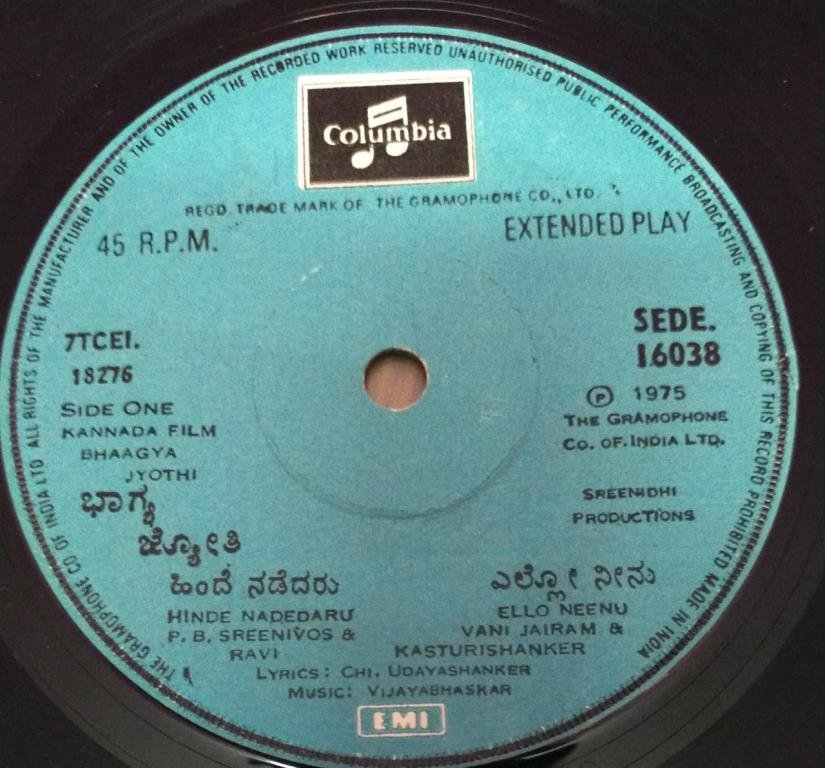 THE GRAMOPHONE CO OF INDIA LTD ALL RIGHTS OF THE MANUFACTURER AND OF THE OWNER OF THE RECORDED WORK RESERVED UNAUTHORISED PUBLIC PERFORMANCE BROADCASTING AND COPYING OF THIS RECORD PROHIBITED MADE IN INDIA
Columbia
REGD. TRADE MARK OF THE GRAMOPHONE CO., LTD.
45 R.P.M.
EXTENDED PLAY
7TCEI.
18276
SEDE.
16038
SIDE ONE
KANNADA FILM
BHAAGYA
JYOTHI
ಭಾಗ್ಯ
ಜ್ಯೋತಿ
℗ 1975
THE GRAMOPHONE
CO. OF. INDIA LTD.
SREENIDHI
PRODUCTIONS
ಹಿಂದೆ ನಡೆದರು
HINDE NADEDARU
P. B. SREENIVOS &
RAVI
ಎಲ್ಲೋ ನೀನು
ELLO NEENU
VANI JAIRAM &
KASTURISHANKER
LYRICS: CHI. UDAYASHANKER
MUSIC: VIJAYABHASKAR
EMI